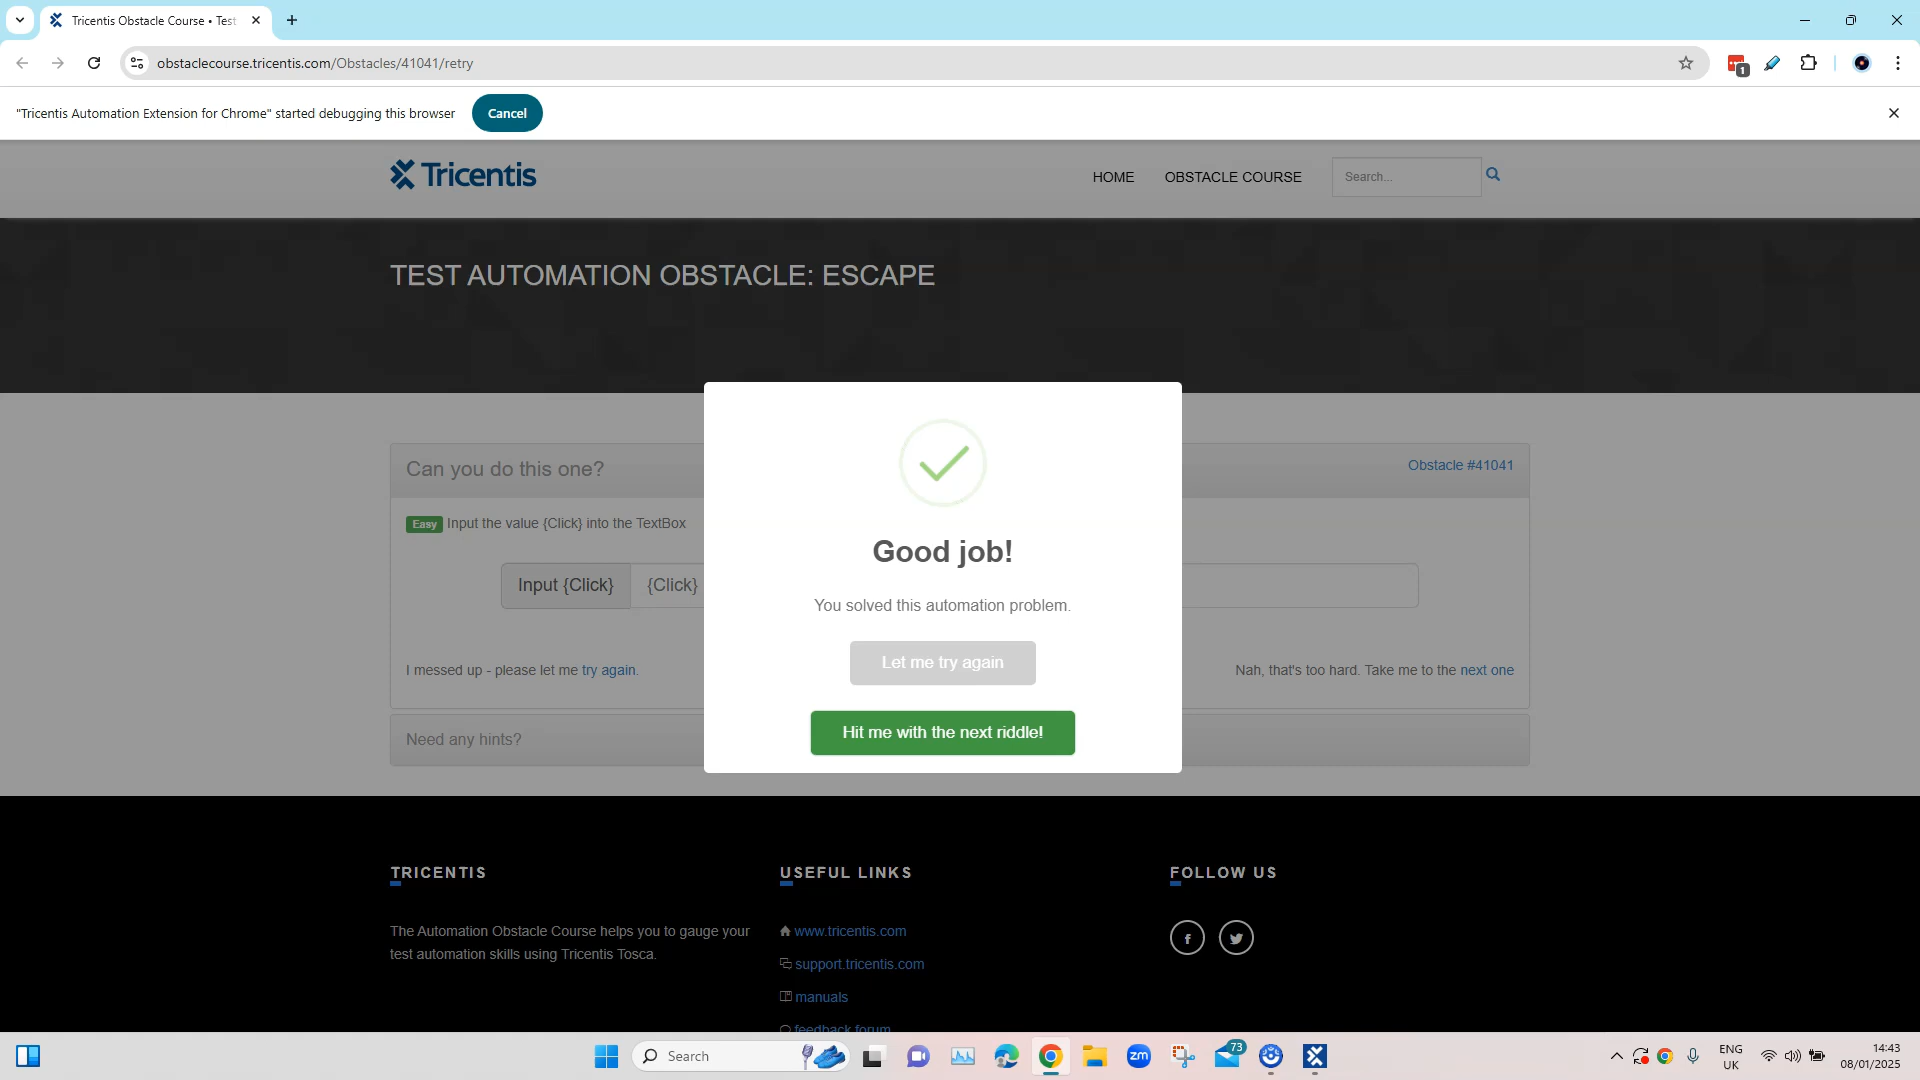 Tricentis Obstacle Course • Test
obstaclecourse.tricentis.com/Obstacles/41041/retry
1
"Tricentis Automation Extension for Chrome" started debugging this browser
Cancel
Tricentis
HOME
OBSTACLE COURSE
Search...
TEST AUTOMATION OBSTACLE: ESCAPE
Can you do this one?
Obstacle #41041
Easy Input the value {Click} into the TextBox
Input {Click}
{Click}
Good job!
You solved this automation problem.
Let me try again
Hit me with the next riddle!
I messed up - please let me try again.
Nah, that's too hard. Take me to the next one
Need any hints?
TRICENTIS
The Automation Obstacle Course helps you to gauge your
test automation skills using Tricentis Tosca.
USEFUL LINKS
www.tricentis.com
support.tricentis.com
manuals
feedback forum
FOLLOW US
Search
zm
73
ENG
UK
14:43
08/01/2025